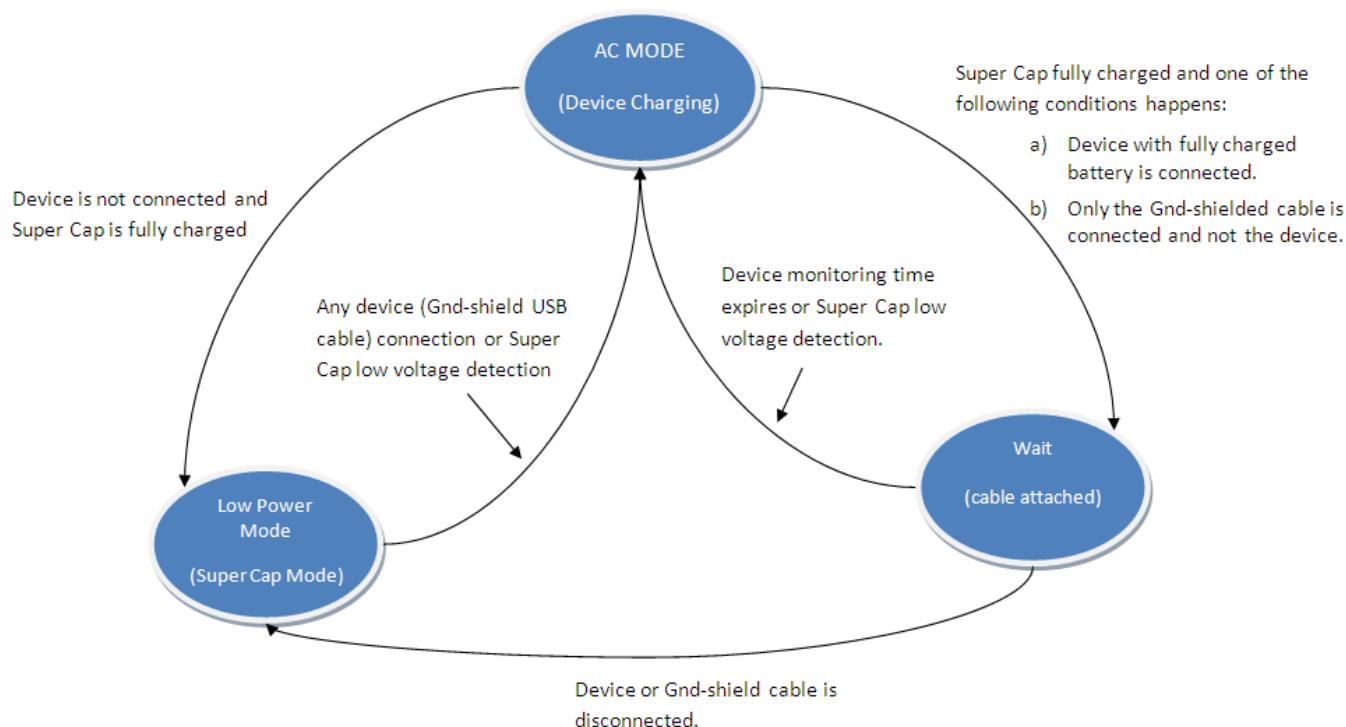 AC MODE
(Device Charging)
Super Cap fully charged and one of the
following conditions happens:
a) Device with fully charged
battery is connected.
b) Only the Gnd-shielded cable is
connected and not the device.
Device is not connected and
Super Cap is fully charged
Any device (Gnd-shield USB
cable) connection or Super
Cap low voltage detection
Device monitoring time
expires or Super Cap low
voltage detection.
Low Power
Mode
(Super Cap Mode)
Wait
(cable attached)
Device or Gnd-shield cable is
disconnected.